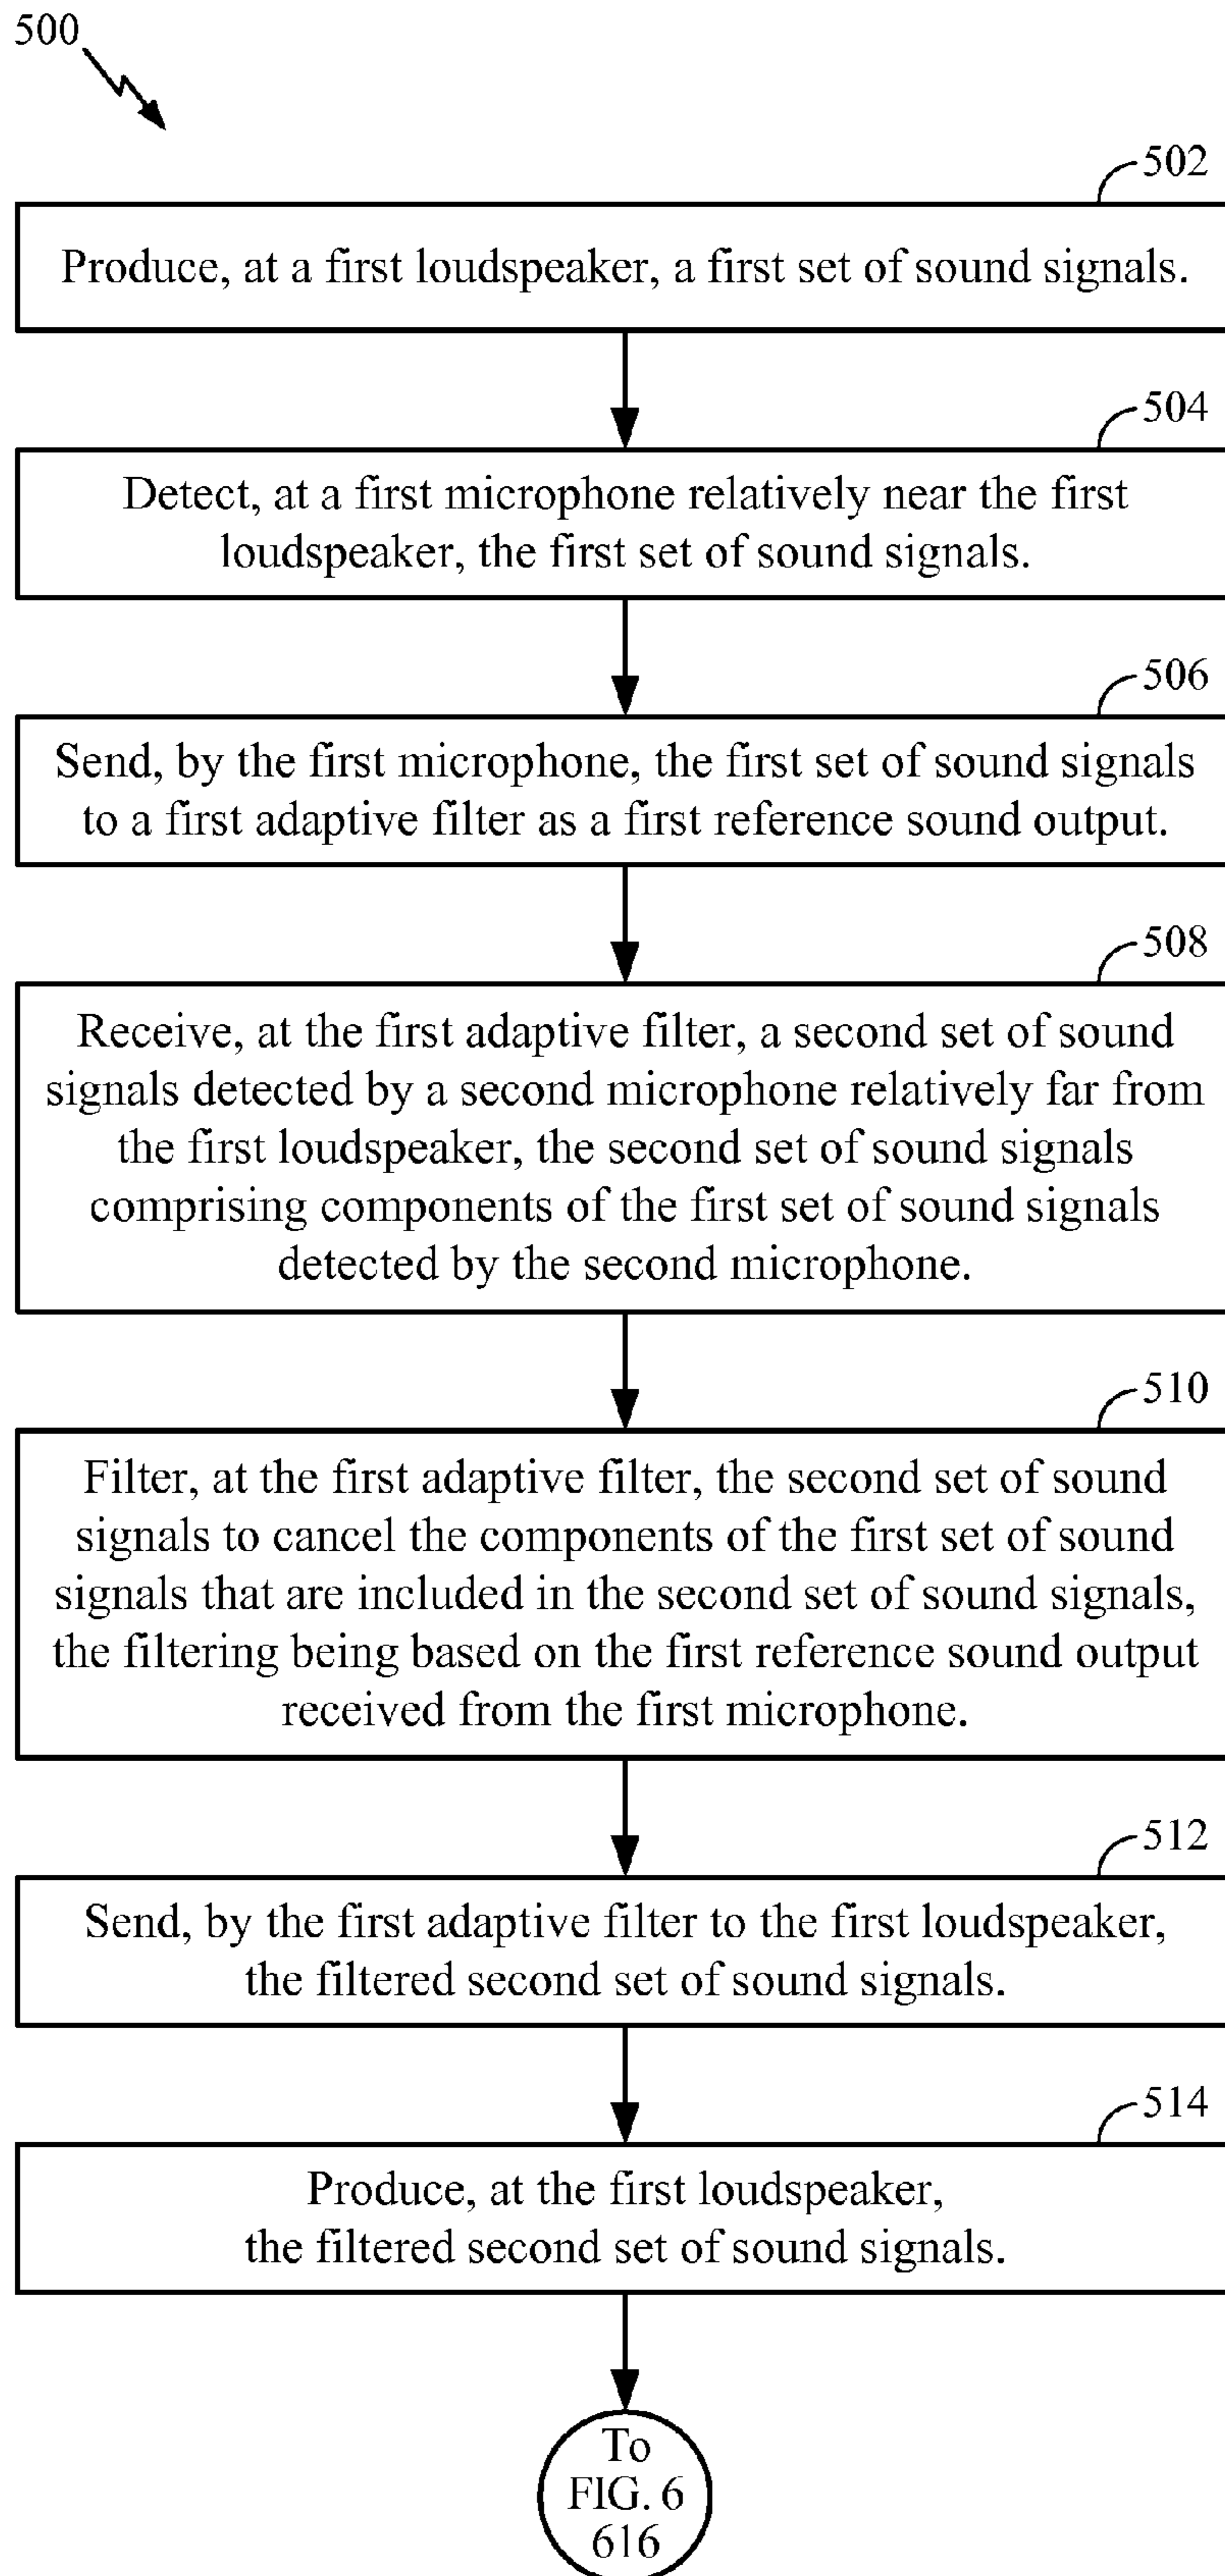 500
502
Produce, at a first loudspeaker, a first set of sound signals.
504
Detect, at a first microphone relatively near the first
loudspeaker, the first set of sound signals.
506
Send, by the first microphone, the first set of sound signals
to a first adaptive filter as a first reference sound output.
508
Receive, at the first adaptive filter, a second set of sound
signals detected by a second microphone relatively far from
the first loudspeaker, the second set of sound signals
comprising components of the first set of sound signals
detected by the second microphone.
510
Filter, at the first adaptive filter, the second set of sound
signals to cancel the components of the first set of sound
signals that are included in the second set of sound signals,
the filtering being based on the first reference sound output
received from the first microphone.
512
Send, by the first adaptive filter to the first loudspeaker,
the filtered second set of sound signals.
514
Produce, at the first loudspeaker,
the filtered second set of sound signals.
To
FIG. 6
616